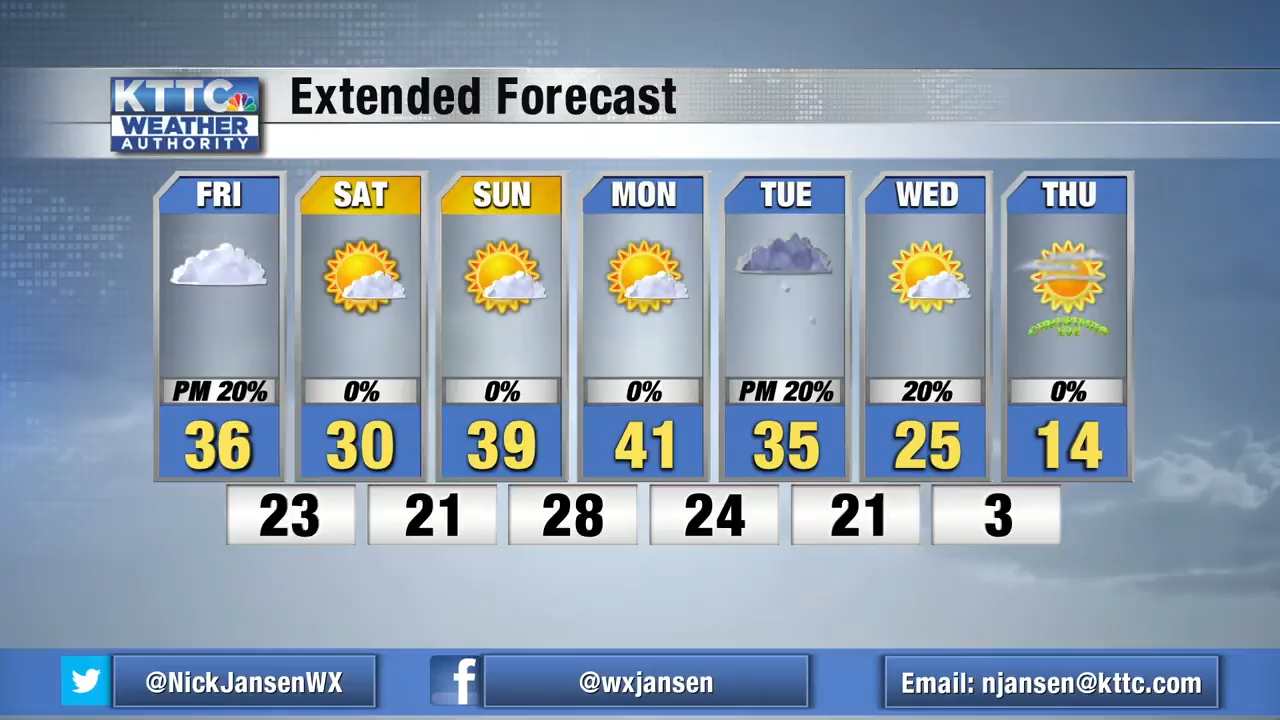 KTTC
WEATHER
AUTHORITY
Extended Forecast
FRI SAT SUN MON TUE WED THU
PM 20% 0% 0% 0% PM 20% 20% 0%
36 30 39 41 35 25 14
23 21 28 24 21 3
@NickJansenWX
f @wxjansen
Email: njansen@kttc.com